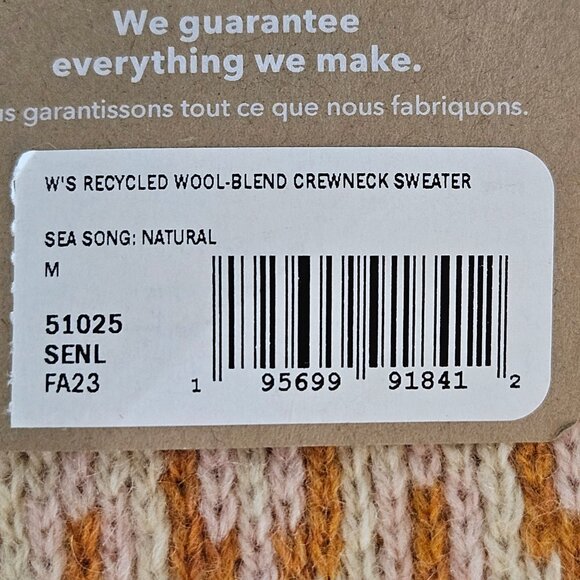 We guarantee
everything we make.
us garantissons tout ce que nous fabriquons.
W'S RECYCLED WOOL-BLEND CREWNECK SWEATER
SEA SONG: NATURAL
M
51025
SENL
FA23
1 95699 91841 2